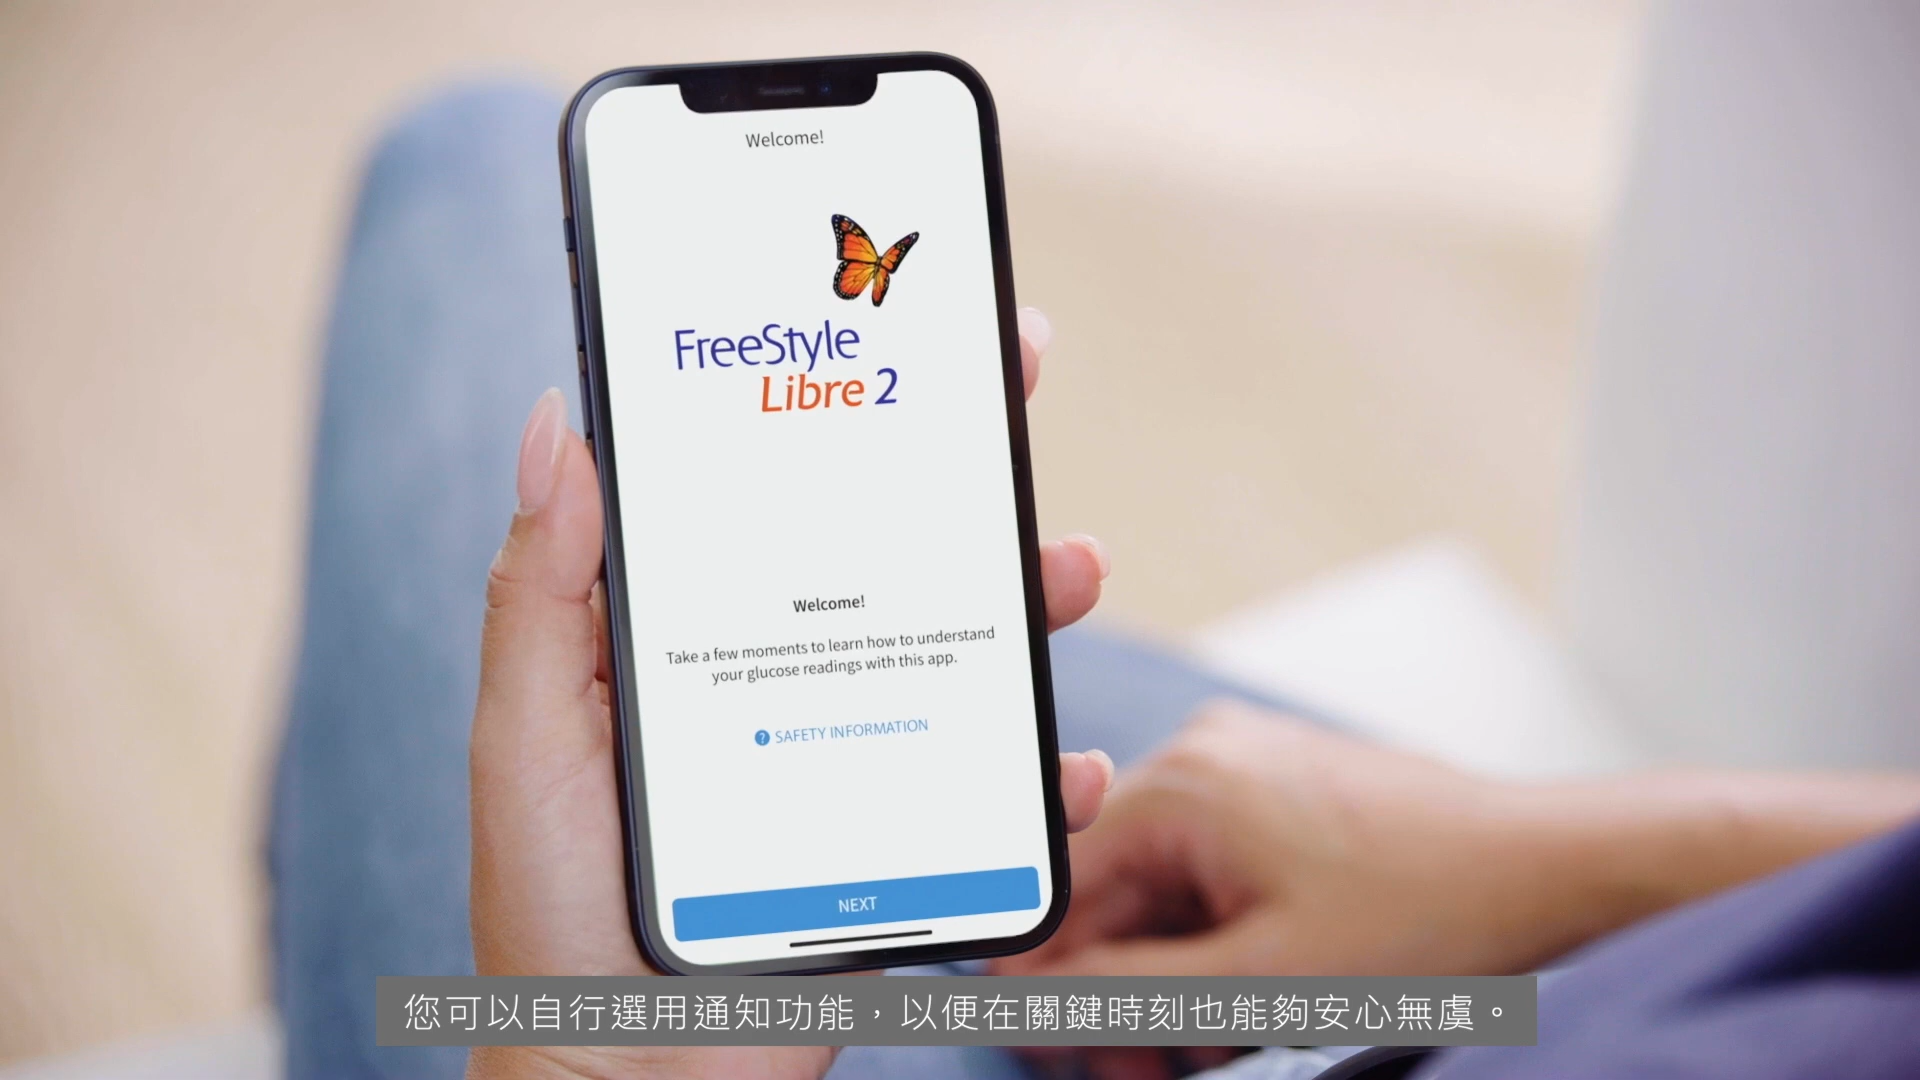 Welcome!
FreeStyle
Libre 2
Welcome!
Take a few moments to learn how to understand
your glucose readings with this app.
? SAFETY INFORMATION
NEXT
您可以自行選用通知功能，以便在關鍵時刻也能夠安心無虞。